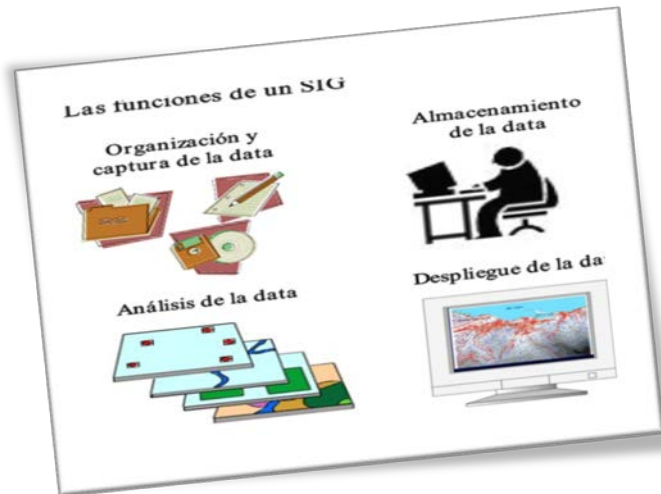 Las funciones de un SIG
Organización y
captura de la data
Almacenamiento
de la data
Análisis de la data
Despliegue de la da